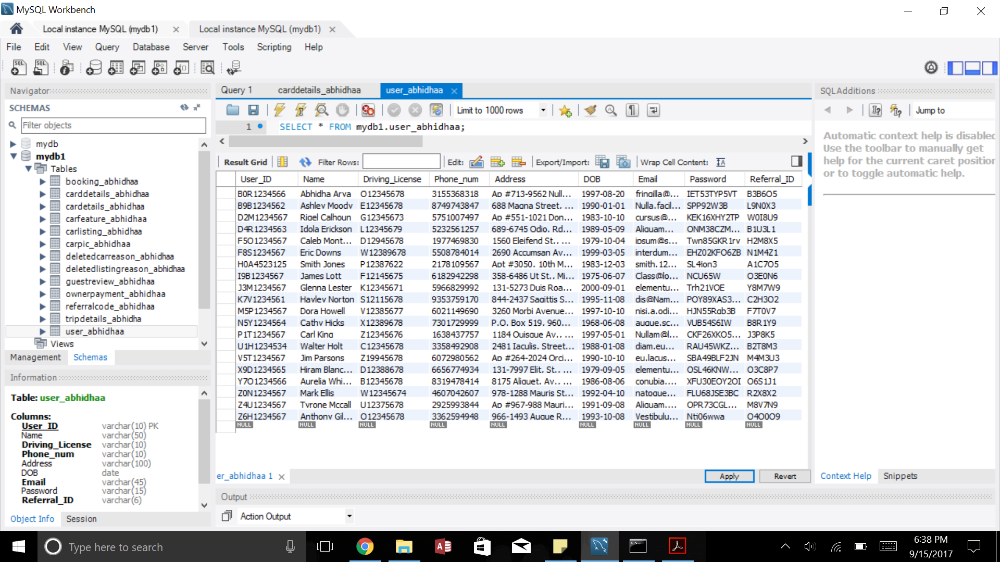 MySQL Workbench
Local instance MySQL (mydb1) Local instance MySQL (mydb1)
File Edit View Query Database Server Tools Scripting Help
Navigator
SCHEMAS
Filter objects
mydb
mydb1
Tables
booking_abhidhaa
carddetails_abhidhaa
cardetails_abhidhaa
carfeature_abhidhaa
carlisting_abhidhaa
carpic_abhidhaa
deletedcarreason_abhidhaa
deletedlistingreason_abhidhaa
guestreview_abhidhaa
ownerpayment_abhidhaa
referralcode_abhidhaa
tripdetails_abhidha
user_abhidhaa
Views
Management Schemas
Information
Table: user_abhidhaa
Columns:
User_ID varchar(10) PK
Name varchar(50)
Driving_License varchar(10)
Phone_num varchar(10)
Address varchar(100)
DOB date
Email varchar(45)
Password varchar(15)
Referral_ID varchar(6)
Object Info Session
Query 1 carddetails_abhidhaa user_abhidhaa
Limit to 1000 rows
1 SELECT * FROM mydb1.user_abhidhaa;
Result Grid Filter Rows: Edit: Export/Import: Wrap Cell Content:
User_ID Name Driving_License Phone_num Address DOB Email Password Referral_ID
B0R1234566 Abhidha Arya O12345678 3155368318 Ap #713-9562 Null... 1997-08-20 fringilla@... IET53TYP5VT B3B6O5
B9B1234562 Ashley Moody E12345678 8749743847 688 Magna Street, ... 1990-01-01 Nulla.facil... SPP92W3B L9N0X3
D2M1234567 Rigel Calhoun G12345673 5751007497 Ap #551-1021 Don... 1983-10-10 cursus@... KEK16XHY2TP W0I8U9
D4R1234563 Idola Erickson L12345679 5232561257 689-6745 Odio, Rd... 1989-05-09 Aliquam... ONM38CZM... B1U3L1
F5O1234567 Caleb Mont... D12945678 1977469830 1560 Eleifend St., ... 1979-10-04 ipsum@s... Twn85GKR1rv H2M8X5
F8S1234567 Eric Downs W12389678 5508784014 2690 Accumsan Av... 1999-03-05 interdum... EHZ02KFO6ZB N1M4Z1
H0A4523125 Smith Jones P12387622 2178109567 Apt #3050, 10th M... 1983-12-03 smith.12... SL4ion3 A1C7O5
I9B1234567 James Lott F12145675 6182942298 358-6486 Ut St., Mi... 1975-06-07 Class@lo... NCU65W O3E0N6
J3M1234567 Glenna Lester K12345671 5966829992 131-5273 Duis Roa... 2000-09-01 elementu... Trh21VOE Y8M7W9
K7V1234561 Hayley Norton S12115678 9353759170 844-2437 Sagittis S... 1995-11-08 dis@Nam... POY89XAS3... C2H3O2
M5P1234567 Dora Howell V12385677 6021149690 3260 Morbi Avenue... 1997-10-10 nisi.a.odi... HJN55Rqb3B F7T0V7
N5Y1234564 Cathy Hicks X12389678 7301729999 P.O. Box 519, 960... 1968-06-08 augue.sc... VUB54S6IW B8R1Y9
P1T1234567 Carl King Z12345676 1638437757 1184 Quisque Av., ... 1997-05-01 Nullam@l... CKF26XKO5... J3P8K5
U1H1234534 Walter Holt C12345678 3358492908 2481 Iaculis, Street... 1988-01-08 diam.eu... RAU45WKZ... B2T8M3
V5T1234567 Jim Parsons Z19945678 6072980562 Ap #264-2024 Orci... 1990-10-10 eu.lacus... SBA49BLF2JN M4M3U3
X9D1234565 Hiram Blanc... D12388678 6656774934 131-7997 Elit, St., ... 1979-09-05 elementu... OSL46KNW... O3C8P7
Y7O1234566 Aurelia Whi... B12345678 8319478414 8175 Aliquet, Av., ... 1986-08-06 conubia.... XFU30EOY2OI O6S1J1
Z0N1234567 Mark Ellis W12345674 4607042607 978-1288 Mauris St... 1992-04-10 natoque... FLU68JSE3BC R2X8X2
Z4U1234567 Tyrone Mccall U12375678 2925993844 Ap #967-988 Mauri... 1991-09-08 Aliquam.... OPR73CGL... M8V7N9
Z6H1234567 Anthony Gil... O12345678 3362594948 966-1493 Augue R... 1993-10-08 Vestibulu... Nti06wwa O4O0O9
NULL NULL NULL NULL NULL NULL NULL NULL NULL
er_abhidhaa 1 Apply Revert
Output
Action Output
SQLAdditions
Jump to
Automatic context help is disabled
Use the toolbar to manually get
help for the current caret position
or to toggle automatic help.
Context Help Snippets
Type here to search
6:38 PM
9/15/2017